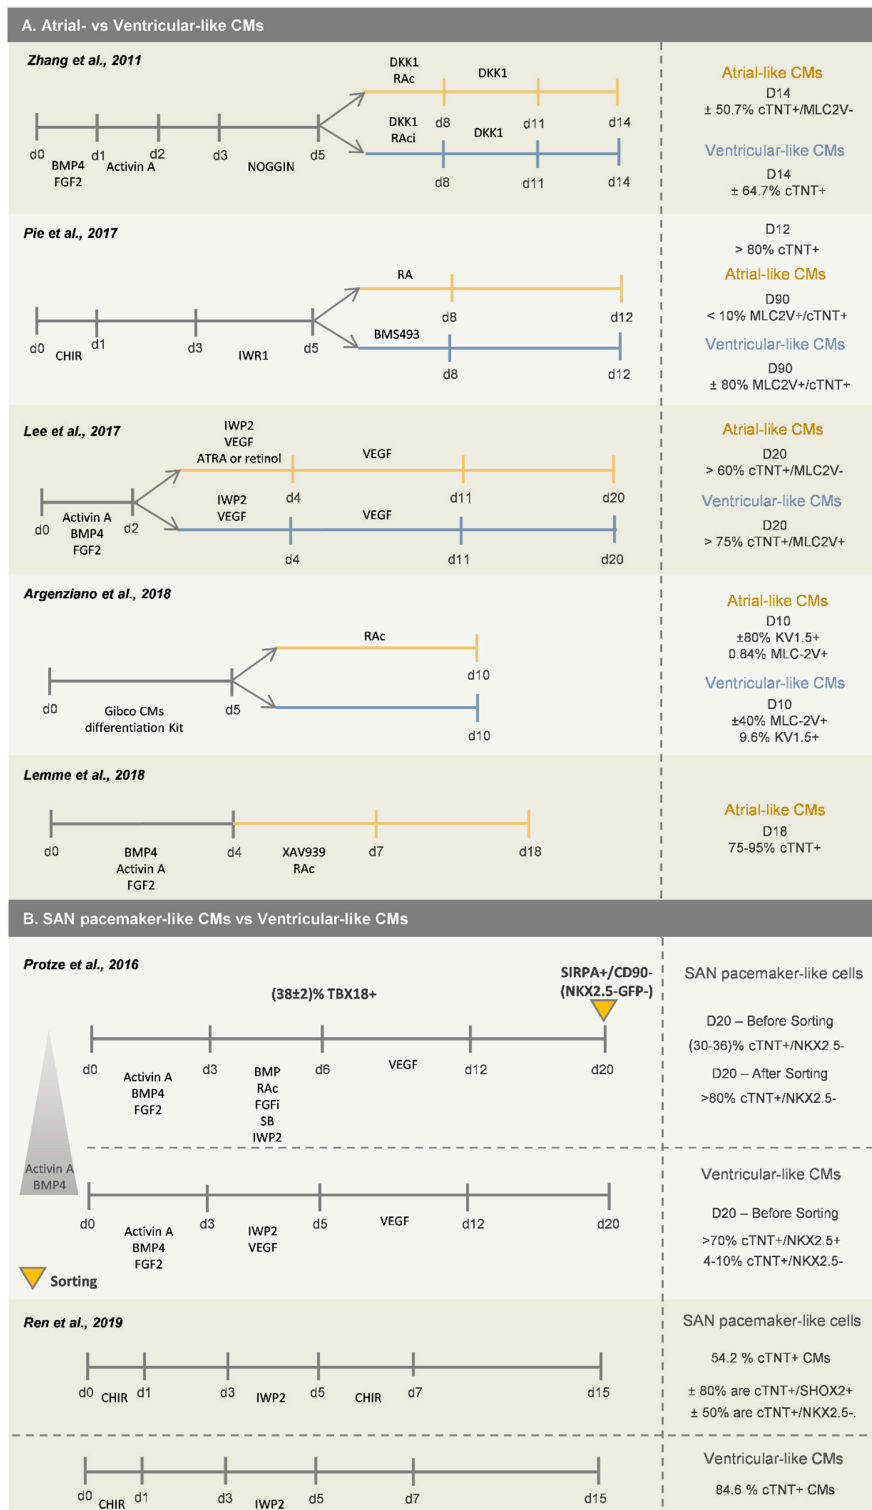 A. Atrial- vs Ventricular-like CMs
Zhang et al., 2011
DKK1
RAc
DKK1
d8
d11
d14
d0
d1
d2
d3
d5
BMP4
FGF2
Activin A
NOGGIN
DKK1
RAci
DKK1
d8
d11
d14
Atrial-like CMs
D14
± 50.7% cTNT+/MLC2V-
Ventricular-like CMs
D14
± 64.7% cTNT+
Pie et al., 2017
RA
d8
d12
d0
d1
d3
d5
CHIR
IWR1
BMS493
d8
d12
D12
> 80% cTNT+
Atrial-like CMs
D90
< 10% MLC2V+/cTNT+
Ventricular-like CMs
D90
± 80% MLC2V+/cTNT+
Lee et al., 2017
IWP2
VEGF
ATRA or retinol
VEGF
d4
d11
d20
d0
d2
Activin A
BMP4
FGF2
IWP2
VEGF
VEGF
d4
d11
d20
Atrial-like CMs
D20
> 60% cTNT+/MLC2V-
Ventricular-like CMs
D20
> 75% cTNT+/MLC2V+
Argenziano et al., 2018
RAc
d10
d0
d5
Gibco CMs
differentiation Kit
d10
Atrial-like CMs
D10
±80% KV1.5+
0.84% MLC-2V+
Ventricular-like CMs
D10
±40% MLC-2V+
9.6% KV1.5+
Lemme et al., 2018
d0
d4
d7
d18
BMP4
Activin A
FGF2
XAV939
RAc
Atrial-like CMs
D18
75-95% cTNT+
B. SAN pacemaker-like CMs vs Ventricular-like CMs
Protze et al., 2016
(38±2)% TBX18+
SIRPA+/CD90-
(NKX2.5-GFP-)
d0
d3
d6
d12
d20
Activin A
BMP4
FGF2
BMP
RAc
FGFi
SB
IWP2
VEGF
SAN pacemaker-like cells
D20 – Before Sorting
(30-36)% cTNT+/NKX2.5-
D20 – After Sorting
>80% cTNT+/NKX2.5-
Activin A
BMP4
d0
d3
d5
d12
d20
Activin A
BMP4
FGF2
IWP2
VEGF
VEGF
Sorting
Ventricular-like CMs
D20 – Before Sorting
>70% cTNT+/NKX2.5+
4-10% cTNT+/NKX2.5-
Ren et al., 2019
d0
d1
d3
d5
d7
d15
CHIR
IWP2
CHIR
SAN pacemaker-like cells
54.2 % cTNT+ CMs
± 80% are cTNT+/SHOX2+
± 50% are cTNT+/NKX2.5-.
d0
d1
d3
d5
d7
d15
CHIR
IWP2
Ventricular-like CMs
84.6 % cTNT+ CMs